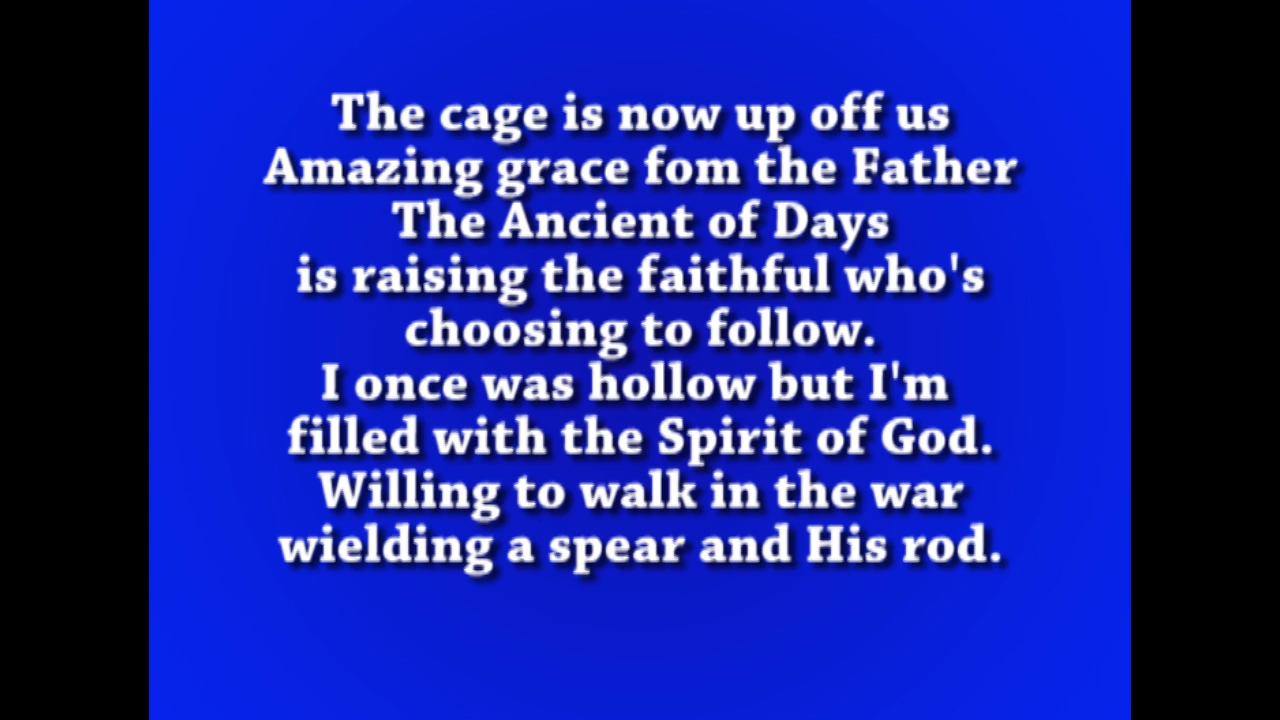 The cage is now up off us
Amazing grace fom the Father
The Ancient of Days
is raising the faithful who's
choosing to follow.
I once was hollow but I'm
filled with the Spirit of God.
Willing to walk in the war
wielding a spear and His rod.